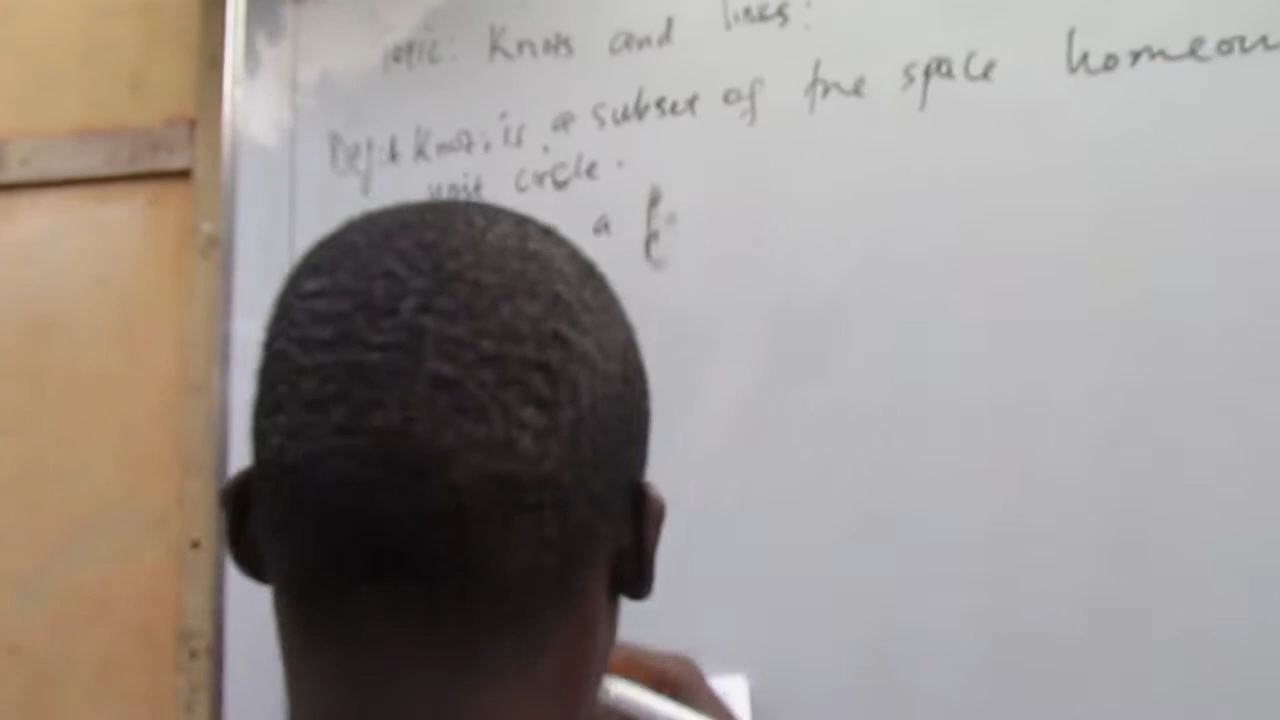 Topic: Knots and links:
Def: A Knot: is a subset of the space homeom
unit circle.
a